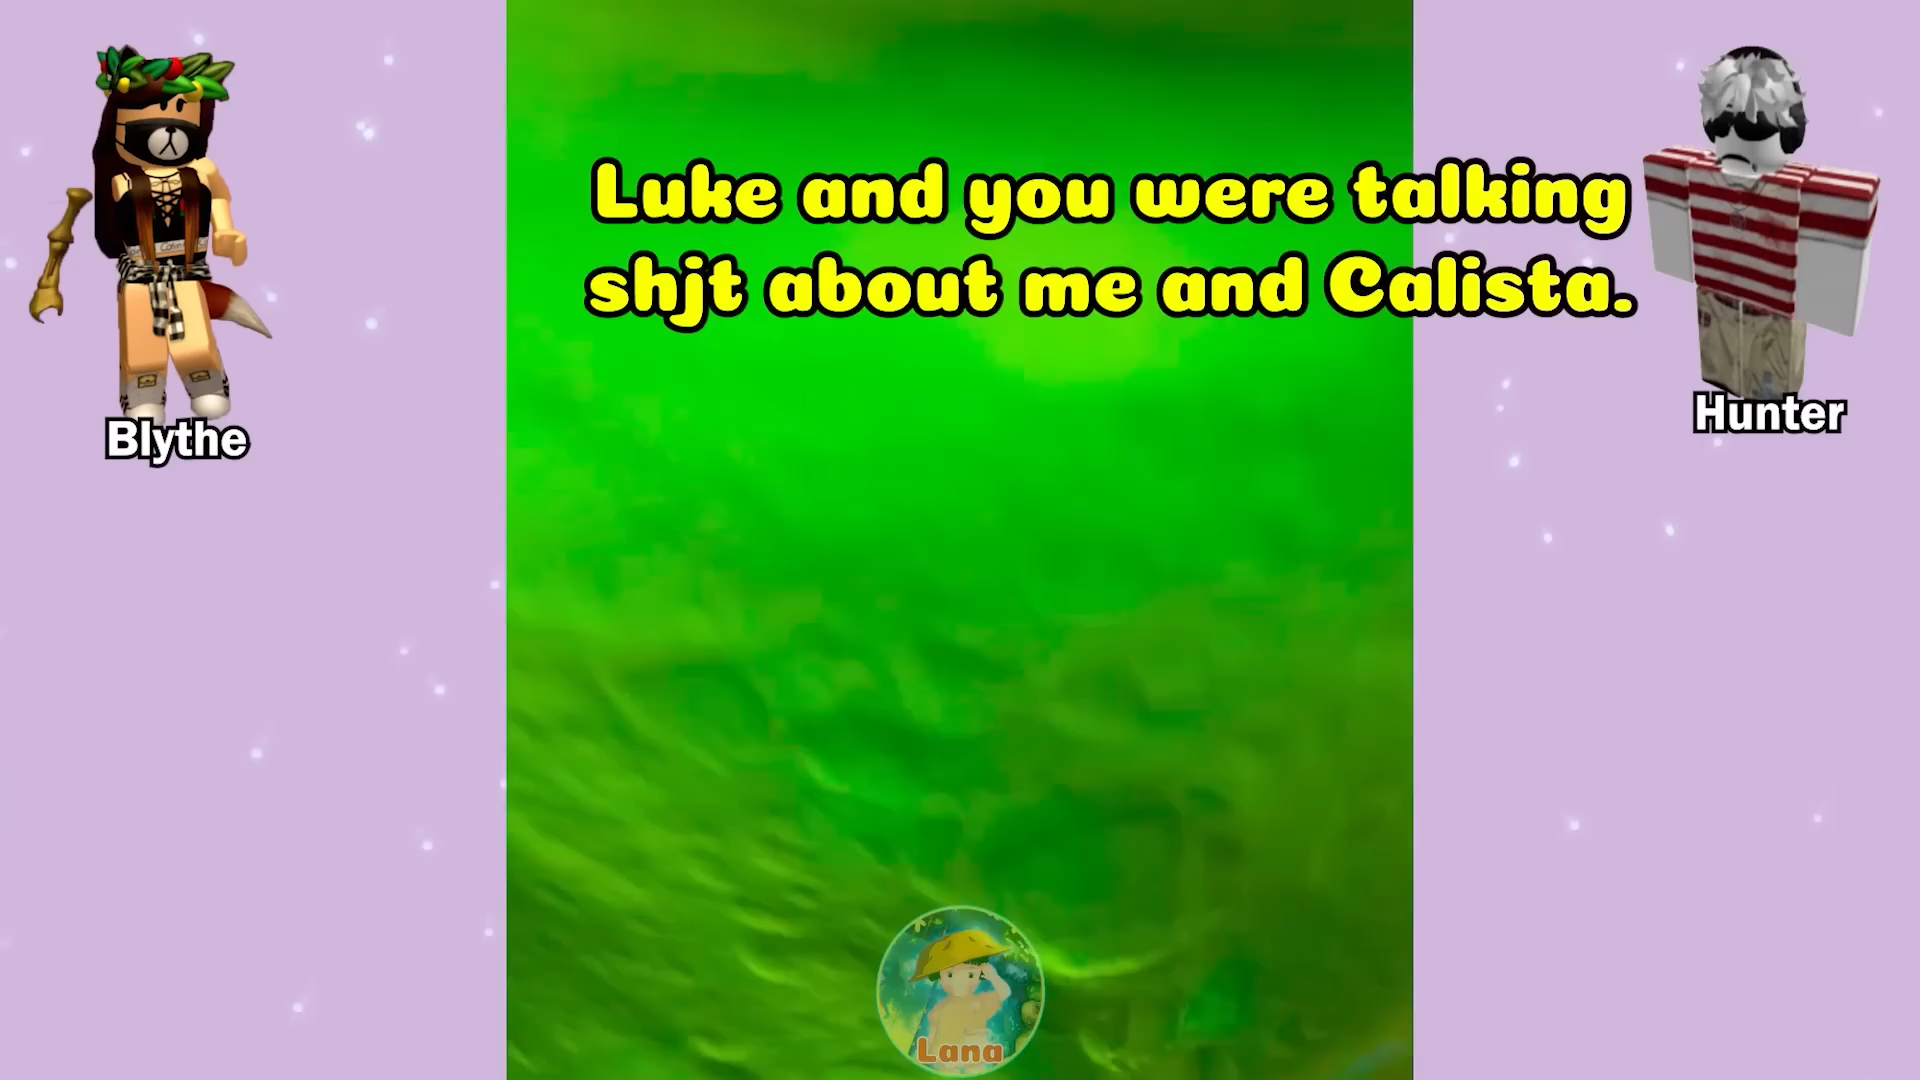 Luke and you were talking
shjt about me and Calista.
Blythe
Hunter
Lana